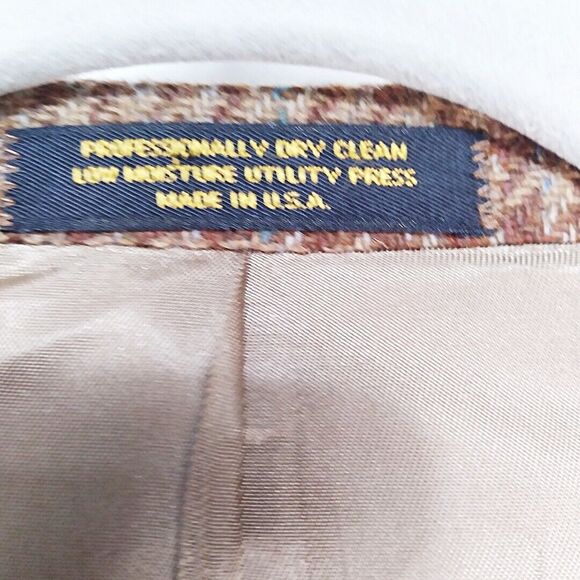 PROFESSIONALLY DRY CLEAN
LOW MOISTURE UTILITY PRESS
MADE IN U.S.A.